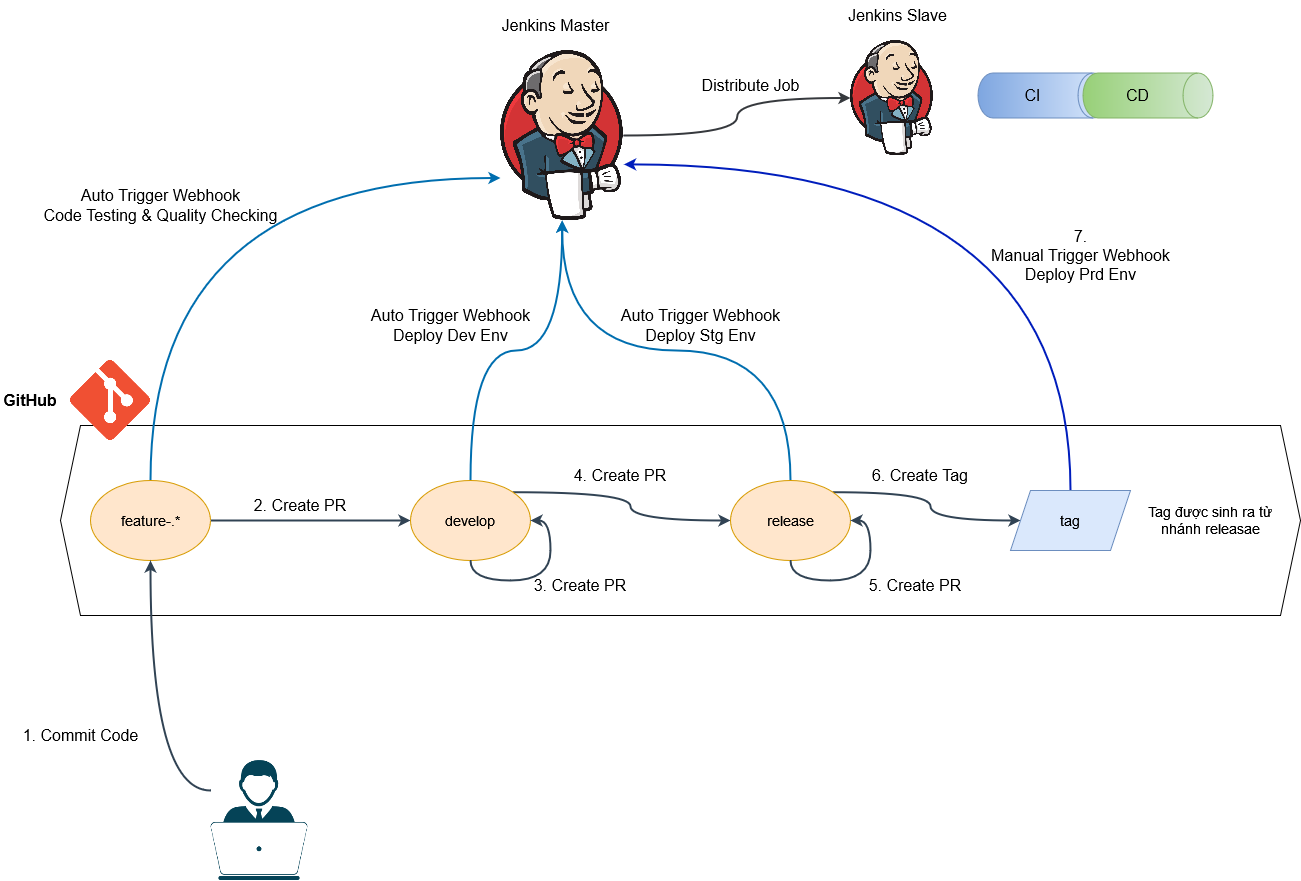 Jenkins Master
Jenkins Slave
Distribute Job
CI
CD
Auto Trigger Webhook
Code Testing & Quality Checking
7.
Manual Trigger Webhook
Deploy Prd Env
Auto Trigger Webhook
Deploy Dev Env
Auto Trigger Webhook
Deploy Stg Env
GitHub
feature-.*
2. Create PR
develop
3. Create PR
4. Create PR
release
5. Create PR
6. Create Tag
tag
Tag được sinh ra từ
nhánh releasae
1. Commit Code